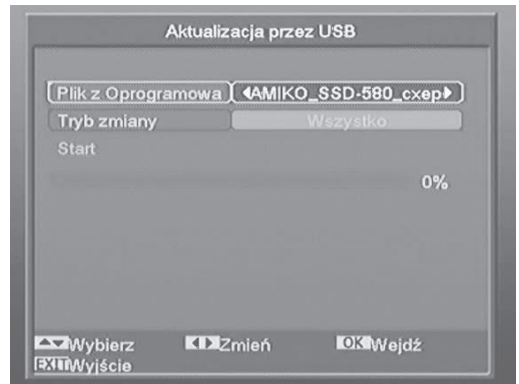 Aktualizacja przez USB
Plik z Oprogramowa ◀AMIKO_SSD-580_cxep▶
Tryb zmiany Wszystko
Start
0%
▲▼Wybierz ◀▶Zmień OK Wejdź
EXIT Wyjście